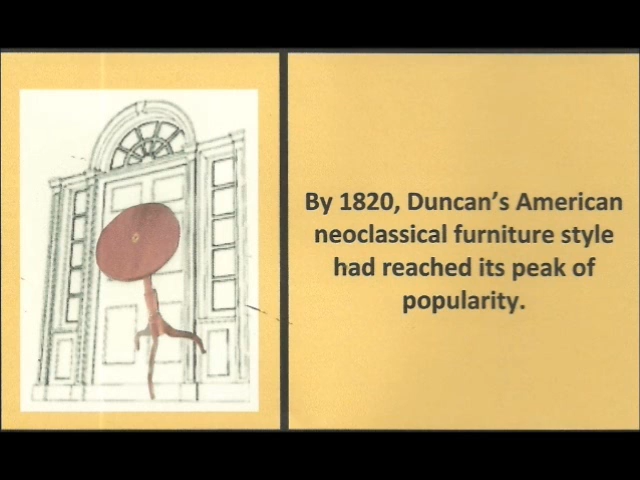 By 1820, Duncan's American
neoclassical furniture style
had reached its peak of
popularity.